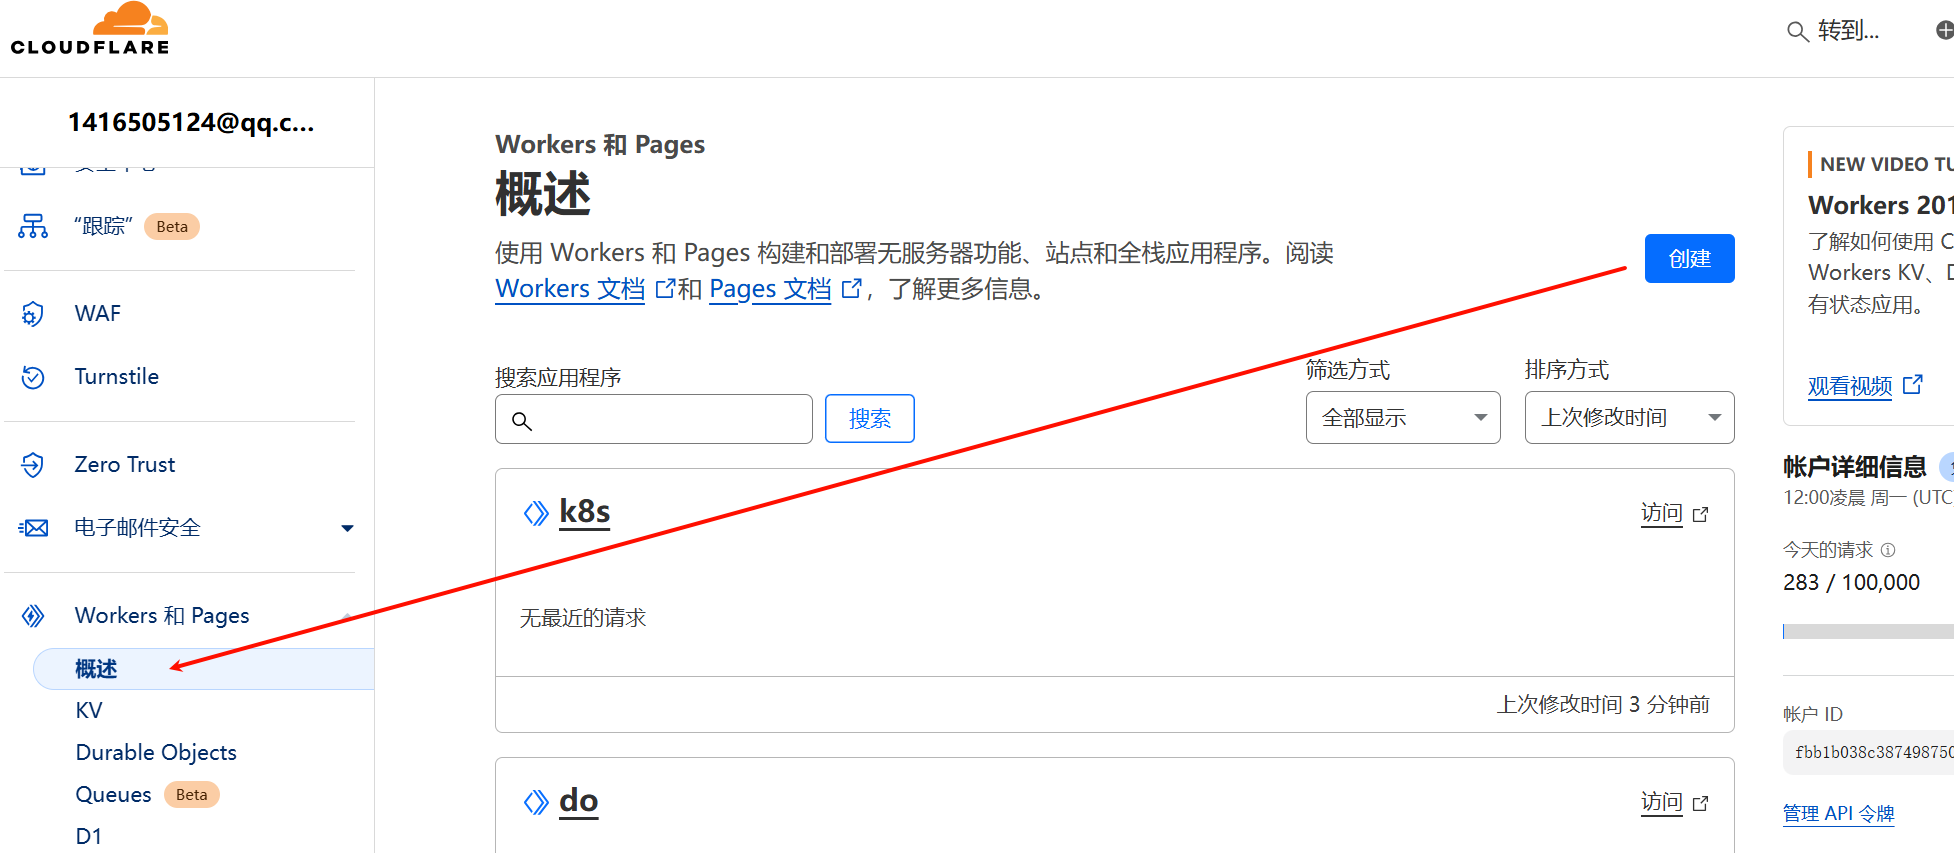 CLOUDFLARE
转到...
1416505124@qq.c...
“跟踪” Beta
WAF
Turnstile
Zero Trust
电子邮件安全
Workers 和 Pages
概述
KV
Durable Objects
Queues Beta
D1
Workers 和 Pages
概述
使用 Workers 和 Pages 构建和部署无服务器功能、站点和全栈应用程序。阅读
Workers 文档 和 Pages 文档，了解更多信息。
创建
搜索应用程序
搜索
筛选方式
全部显示
排序方式
上次修改时间
k8s
访问
无最近的请求
上次修改时间 3 分钟前
do
访问
NEW VIDEO TU
Workers 201
了解如何使用 C
Workers KV、D
有状态应用。
观看视频
帐户详细信息
12:00凌晨 周一 (UTC
今天的请求
283 / 100,000
帐户 ID
fbb1b038c38749875
管理 API 令牌